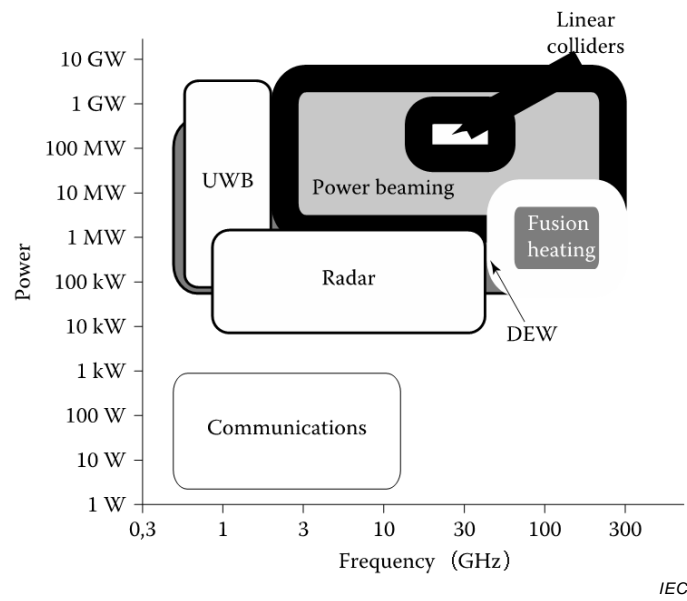 Linear
colliders
10 GW
1 GW
100 MW
UWB
10 MW
Power beaming
Fusion
heating
1 MW
Power
Radar
100 kW
10 kW
DEW
1 kW
100 W
Communications
10 W
1 W
0,3
1
3
10
30
100
300
Frequency (GHz)
IEC